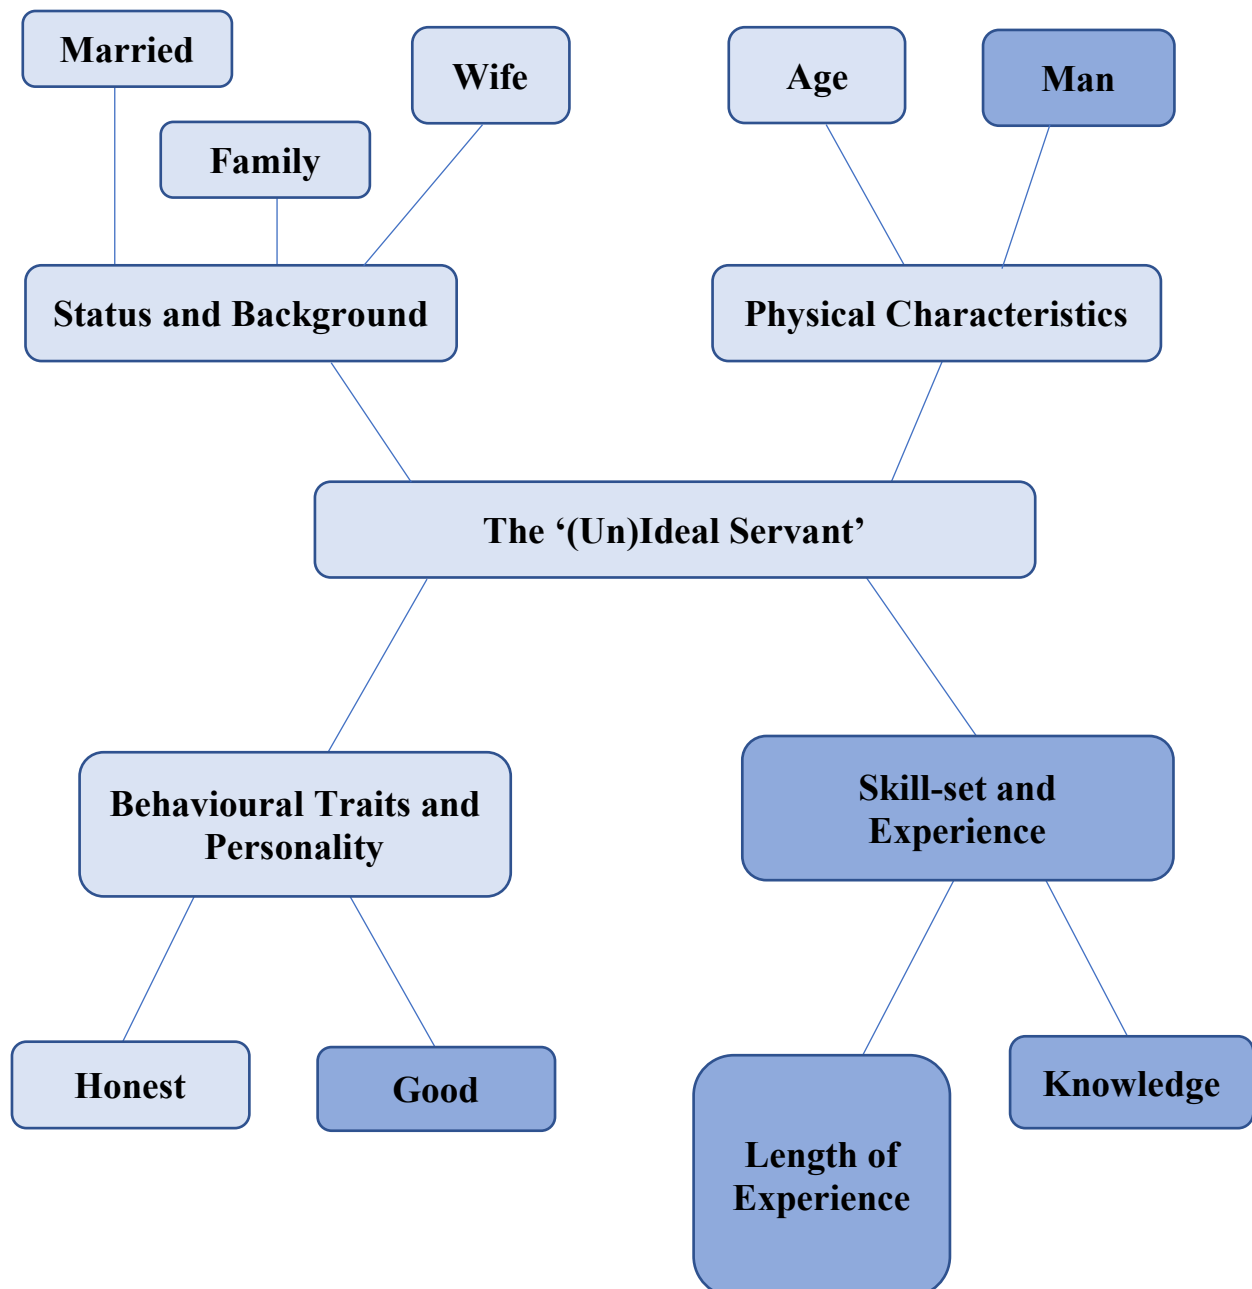 Married
Wife
Age
Man
Family
Status and Background
Physical Characteristics
The ‘(Un)Ideal Servant’
Behavioural Traits and
Personality
Skill-set and
Experience
Honest
Good
Length of
Experience
Knowledge